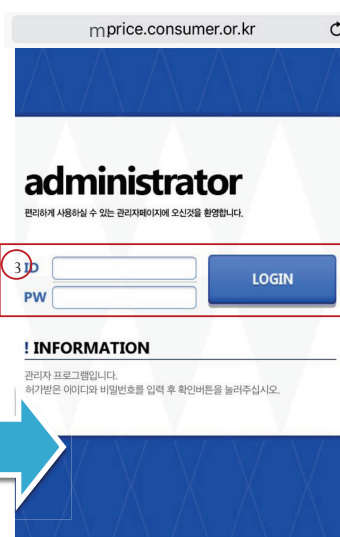 mprice.consumer.or.kr
administrator
편리하게 사용하실 수 있는 관리자페이지에 오신것을 환영합니다.
3 ID
LOGIN
PW
! INFORMATION
관리자 프로그램입니다.
허가받은 이이디와 비밀번호를 입력 후 확인버튼을 눌러주십시오.